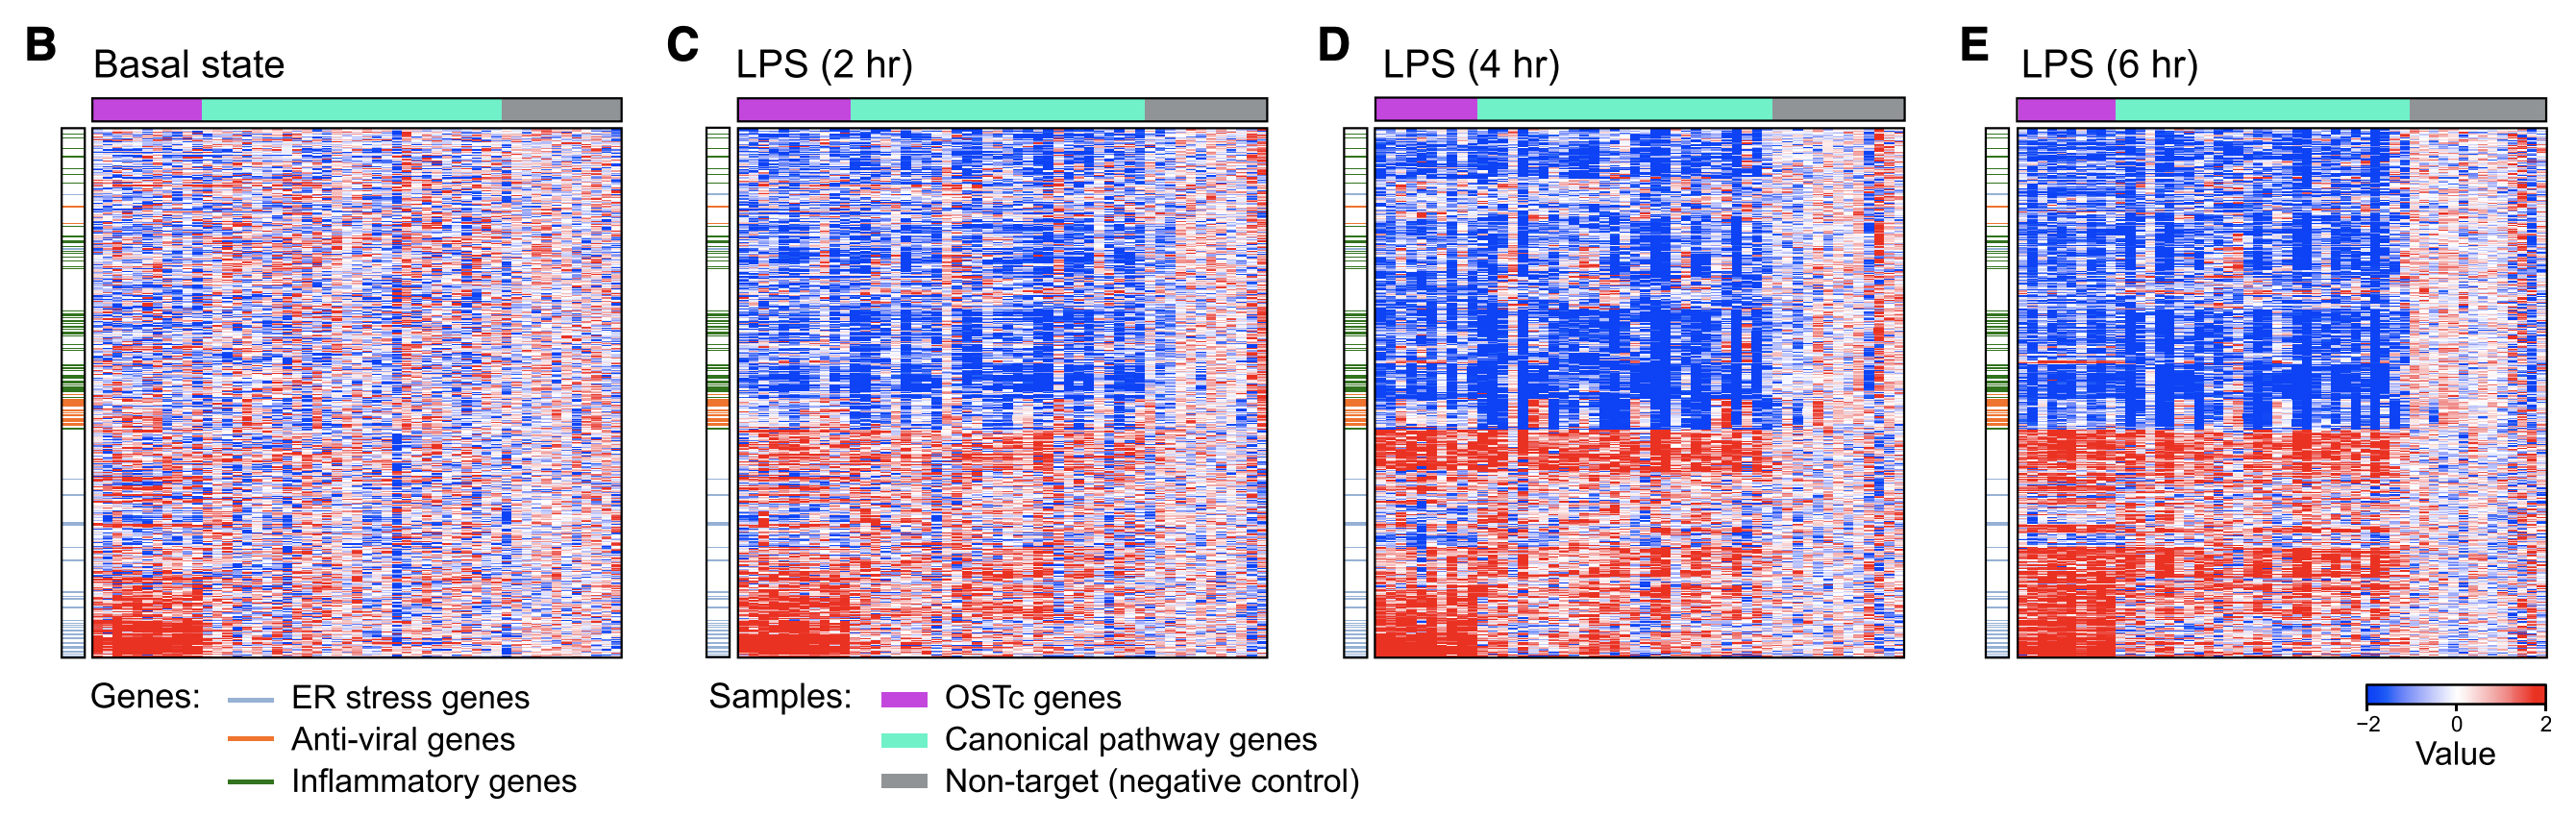 B
Basal state
C
LPS (2 hr)
D
LPS (4 hr)
E
LPS (6 hr)
Genes:
ER stress genes
Anti-viral genes
Inflammatory genes
Samples:
OSTc genes
Canonical pathway genes
Non-target (negative control)
−2 0 2
Value